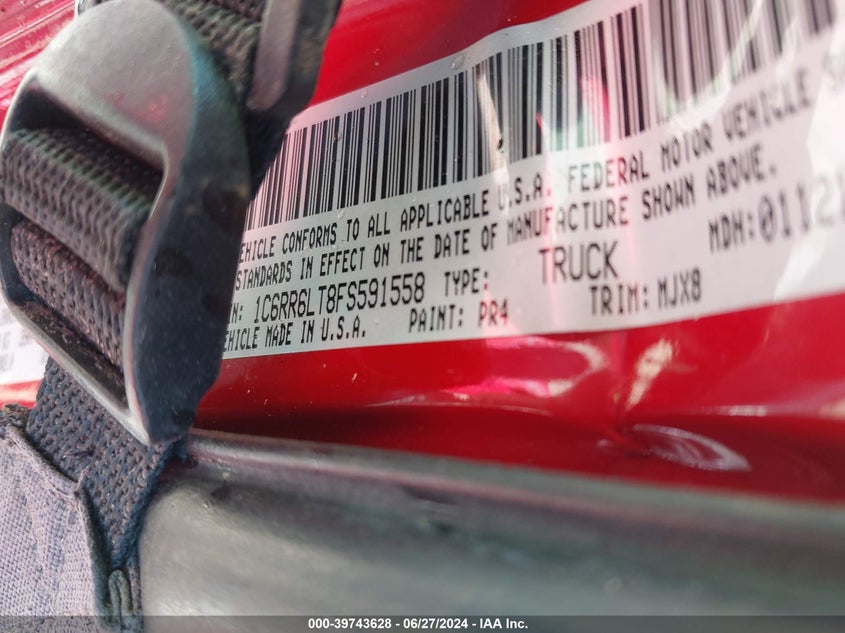 VEHICLE CONFORMS TO ALL APPLICABLE U.S.A. FEDERAL MOTOR VEHICLE
STANDARDS IN EFFECT ON THE DATE OF MANUFACTURE SHOWN ABOVE.
1C6RR6LT8FS591558 TYPE: TRUCK MDH:01121
VEHICLE MADE IN U.S.A. PAINT: PR4 TRIM: MJX8
000-39743628 - 06/27/2024 - IAA Inc.